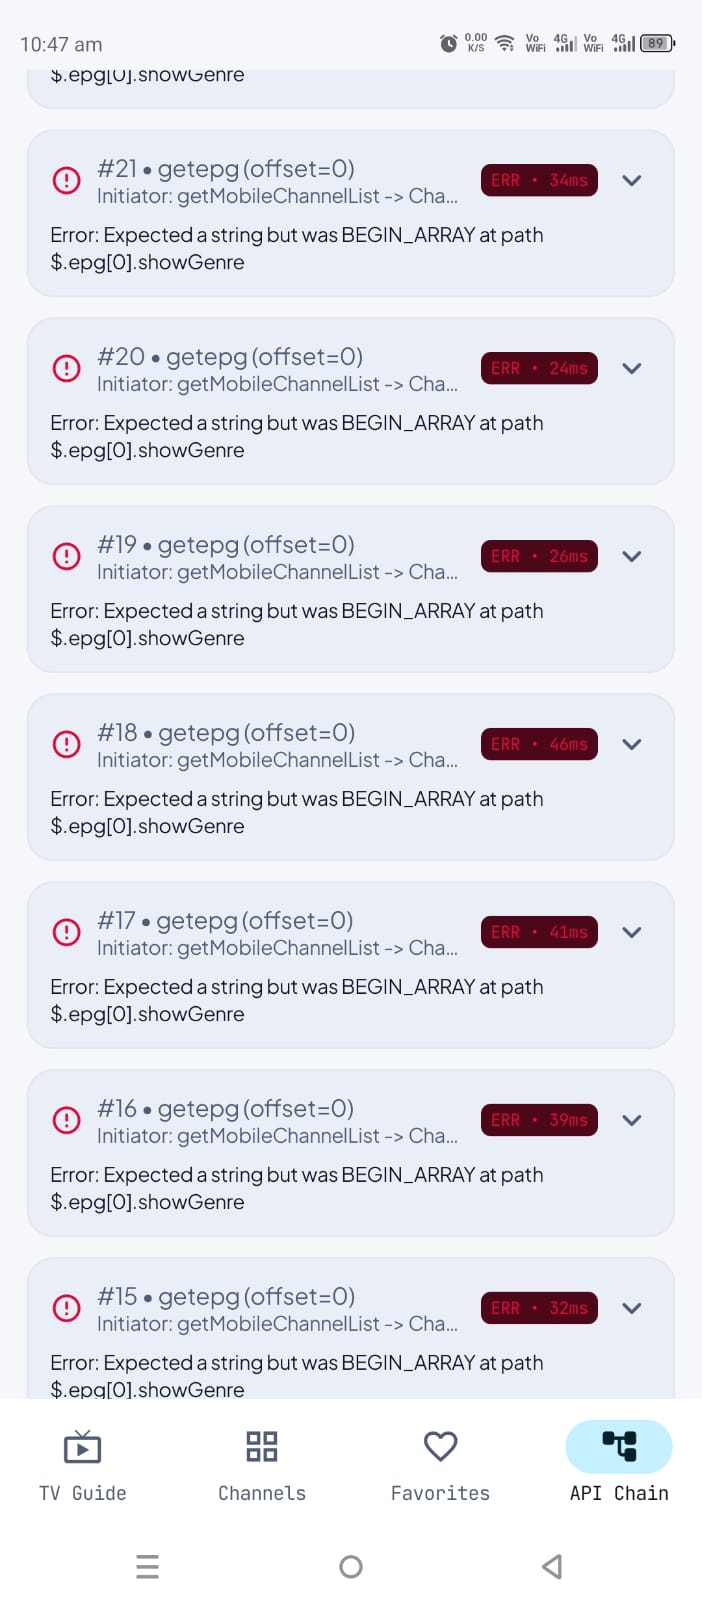 10:47 am
0.00
K/S
Vo
WiFi
4G
Vo
WiFi
4G
89
$.epg[0].showGenre
#21 • getepg (offset=0)
ERR • 34ms
Initiator: getMobileChannelList -> Cha...
Error: Expected a string but was BEGIN_ARRAY at path
$.epg[0].showGenre
#20 • getepg (offset=0)
ERR • 24ms
Initiator: getMobileChannelList -> Cha...
Error: Expected a string but was BEGIN_ARRAY at path
$.epg[0].showGenre
#19 • getepg (offset=0)
ERR • 26ms
Initiator: getMobileChannelList -> Cha...
Error: Expected a string but was BEGIN_ARRAY at path
$.epg[0].showGenre
#18 • getepg (offset=0)
ERR • 46ms
Initiator: getMobileChannelList -> Cha...
Error: Expected a string but was BEGIN_ARRAY at path
$.epg[0].showGenre
#17 • getepg (offset=0)
ERR • 41ms
Initiator: getMobileChannelList -> Cha...
Error: Expected a string but was BEGIN_ARRAY at path
$.epg[0].showGenre
#16 • getepg (offset=0)
ERR • 39ms
Initiator: getMobileChannelList -> Cha...
Error: Expected a string but was BEGIN_ARRAY at path
$.epg[0].showGenre
#15 • getepg (offset=0)
ERR • 32ms
Initiator: getMobileChannelList -> Cha...
Error: Expected a string but was BEGIN_ARRAY at path
$.epg[0].showGenre
TV Guide
Channels
Favorites
API Chain